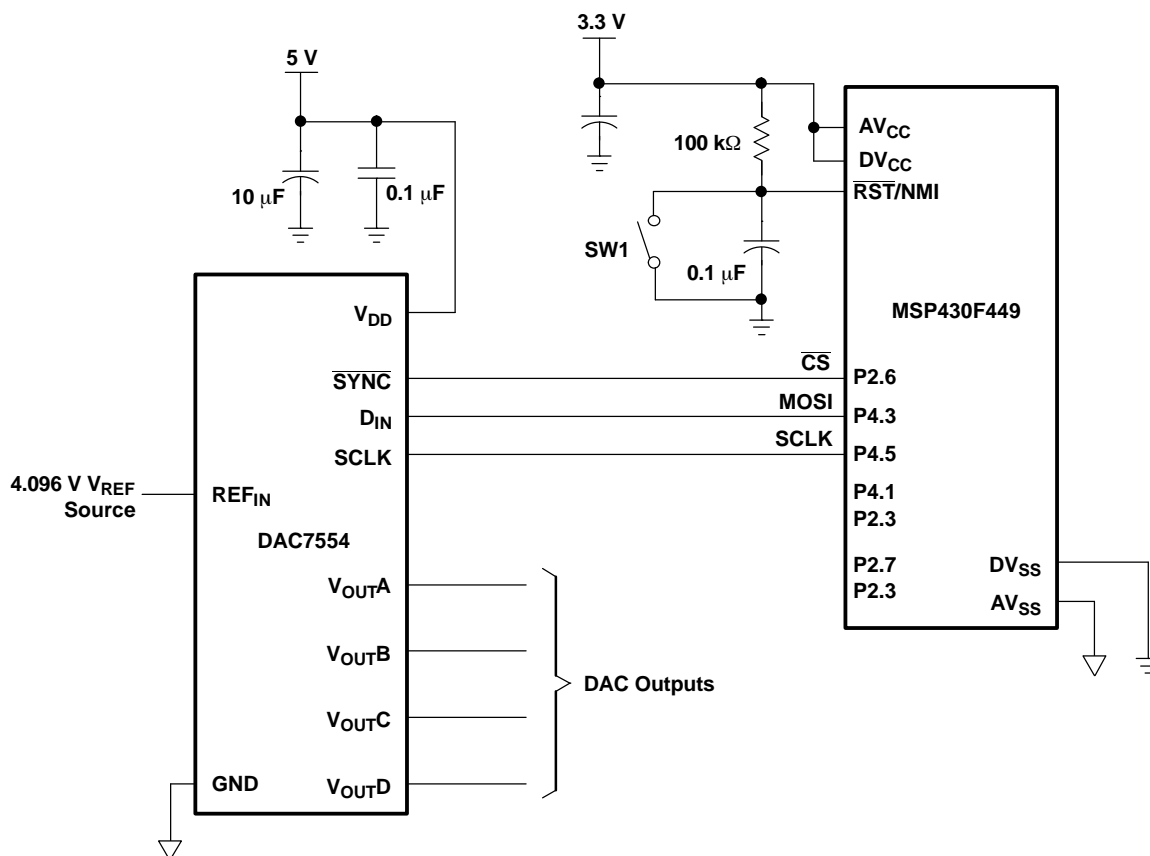 3.3 V
5 V
AVCC
100 kΩ
DVCC
10 μF
0.1 μF
RST/NMI
SW1
0.1 μF
MSP430F449
VDD
CS
SYNC
P2.6
DIN
MOSI
P4.3
SCLK
SCLK
P4.5
4.096 V VREF
Source
REFIN
P4.1
P2.3
DAC7554
P2.7
DVSS
P2.3
AVSS
VOUTA
VOUTB
DAC Outputs
VOUTC
GND
VOUTD